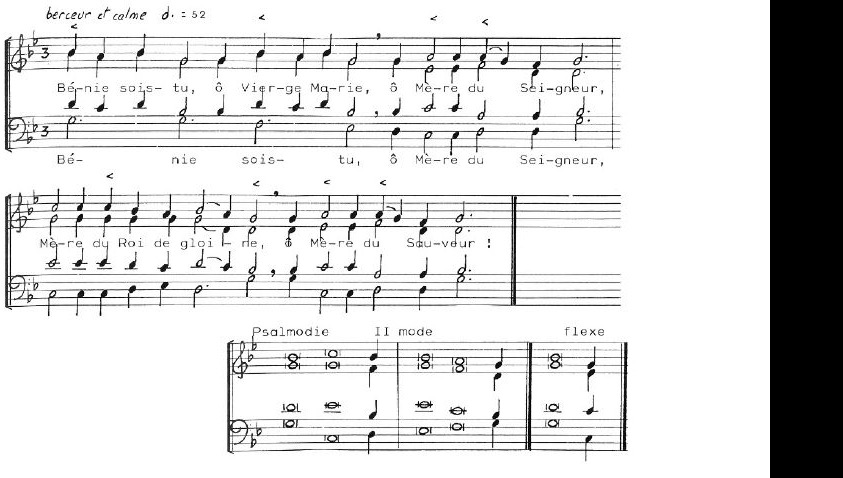 berceur et calme d. = 52
Bé-nie sois-tu, ô Vier-ge Ma-rie, ô Mè-re du Sei-gneur,
Bé- nie sois- tu, ô Mè-re du Sei-gneur,
Mè-re du Roi de gloi - re, ô Mè-re du Sau-veur !
Psalmodie II mode flexe